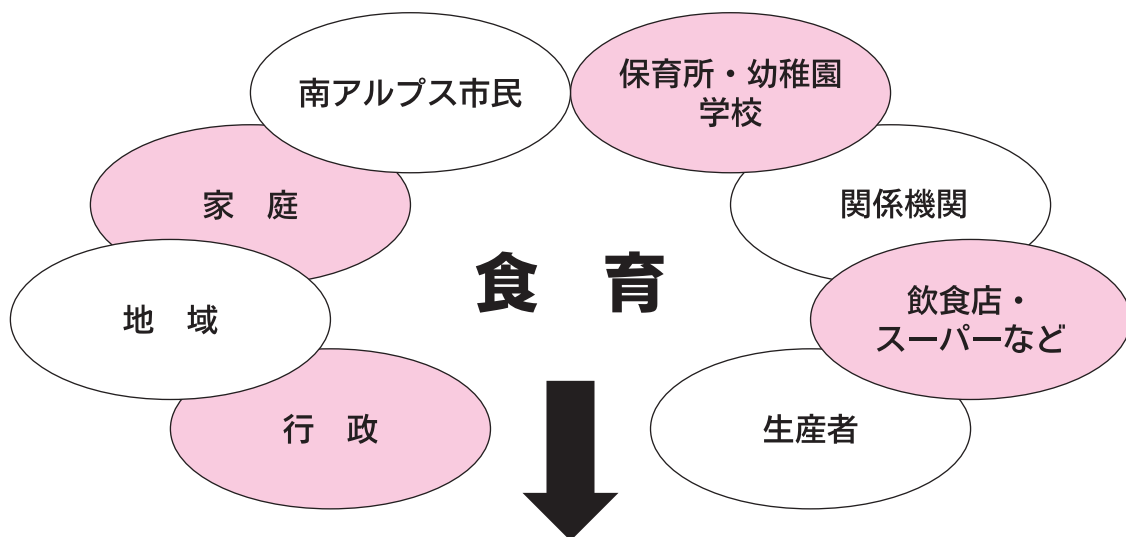 南アルプス市民
保育所・幼稚園
学校
家　庭
関係機関
食　育
地　域
飲食店・
スーパーなど
行　政
生産者